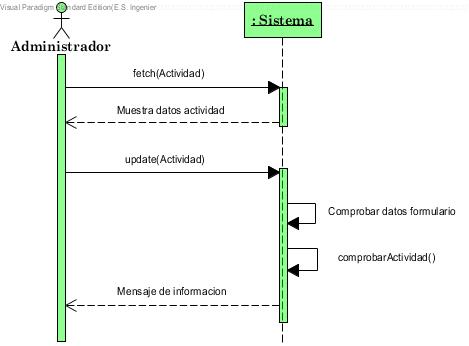 Visual Paradigm Standard Edition(E.S. Ingenier
: Sistema
Administrador
fetch(Actividad)
Muestra datos actividad
update(Actividad)
Comprobar datos formulario
comprobarActividad()
Mensaje de informacion